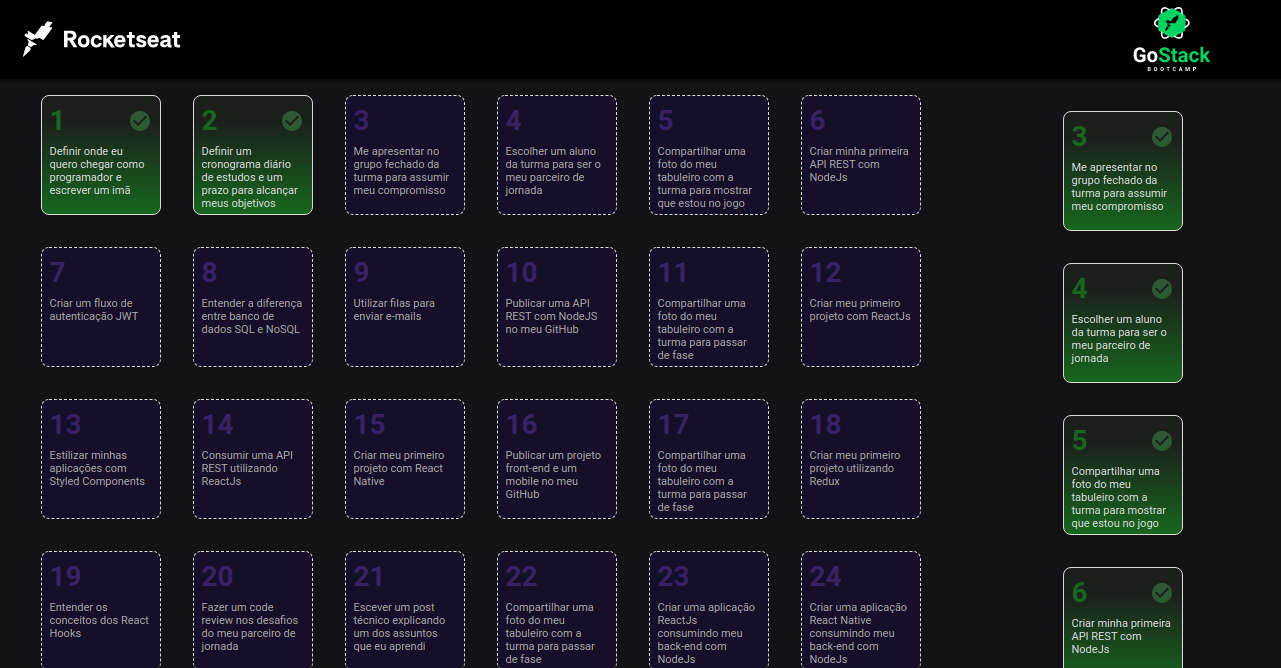 Rocketseat
GoStack
BOOTCAMP
1
Definir onde eu
quero chegar como
programador e
escrever um imã
2
Definir um
cronograma diário
de estudos e um
prazo para alcançar
meus objetivos
3
Me apresentar no
grupo fechado da
turma para assumir
meu compromisso
4
Escolher um aluno
da turma para ser o
meu parceiro de
jornada
5
Compartilhar uma
foto do meu
tabuleiro com a
turma para mostrar
que estou no jogo
6
Criar minha primeira
API REST com
NodeJs
7
Criar um fluxo de
autenticação JWT
8
Entender a diferença
entre banco de
dados SQL e NoSQL
9
Utilizar filas para
enviar e-mails
10
Publicar uma API
REST com NodeJS
no meu GitHub
11
Compartilhar uma
foto do meu
tabuleiro com a
turma para passar
de fase
12
Criar meu primeiro
projeto com ReactJs
13
Estilizar minhas
aplicações com
Styled Components
14
Consumir uma API
REST utilizando
ReactJs
15
Criar meu primeiro
projeto com React
Native
16
Publicar um projeto
front-end e um
mobile no meu
GitHub
17
Compartilhar uma
foto do meu
tabuleiro com a
turma para passar
de fase
18
Criar meu primeiro
projeto utilizando
Redux
19
Entender os
conceitos dos React
Hooks
20
Fazer um code
review nos desafios
do meu parceiro de
jornada
21
Escever um post
técnico explicando
um dos assuntos
que eu aprendi
22
Compartilhar uma
foto do meu
tabuleiro com a
turma para passar
de fase
23
Criar uma aplicação
ReactJs
consumindo meu
back-end com
NodeJs
24
Criar uma aplicação
React Native
consumindo meu
back-end com
NodeJs
3
Me apresentar no
grupo fechado da
turma para assumir
meu compromisso
4
Escolher um aluno
da turma para ser o
meu parceiro de
jornada
5
Compartilhar uma
foto do meu
tabuleiro com a
turma para mostrar
que estou no jogo
6
Criar minha primeira
API REST com
NodeJs